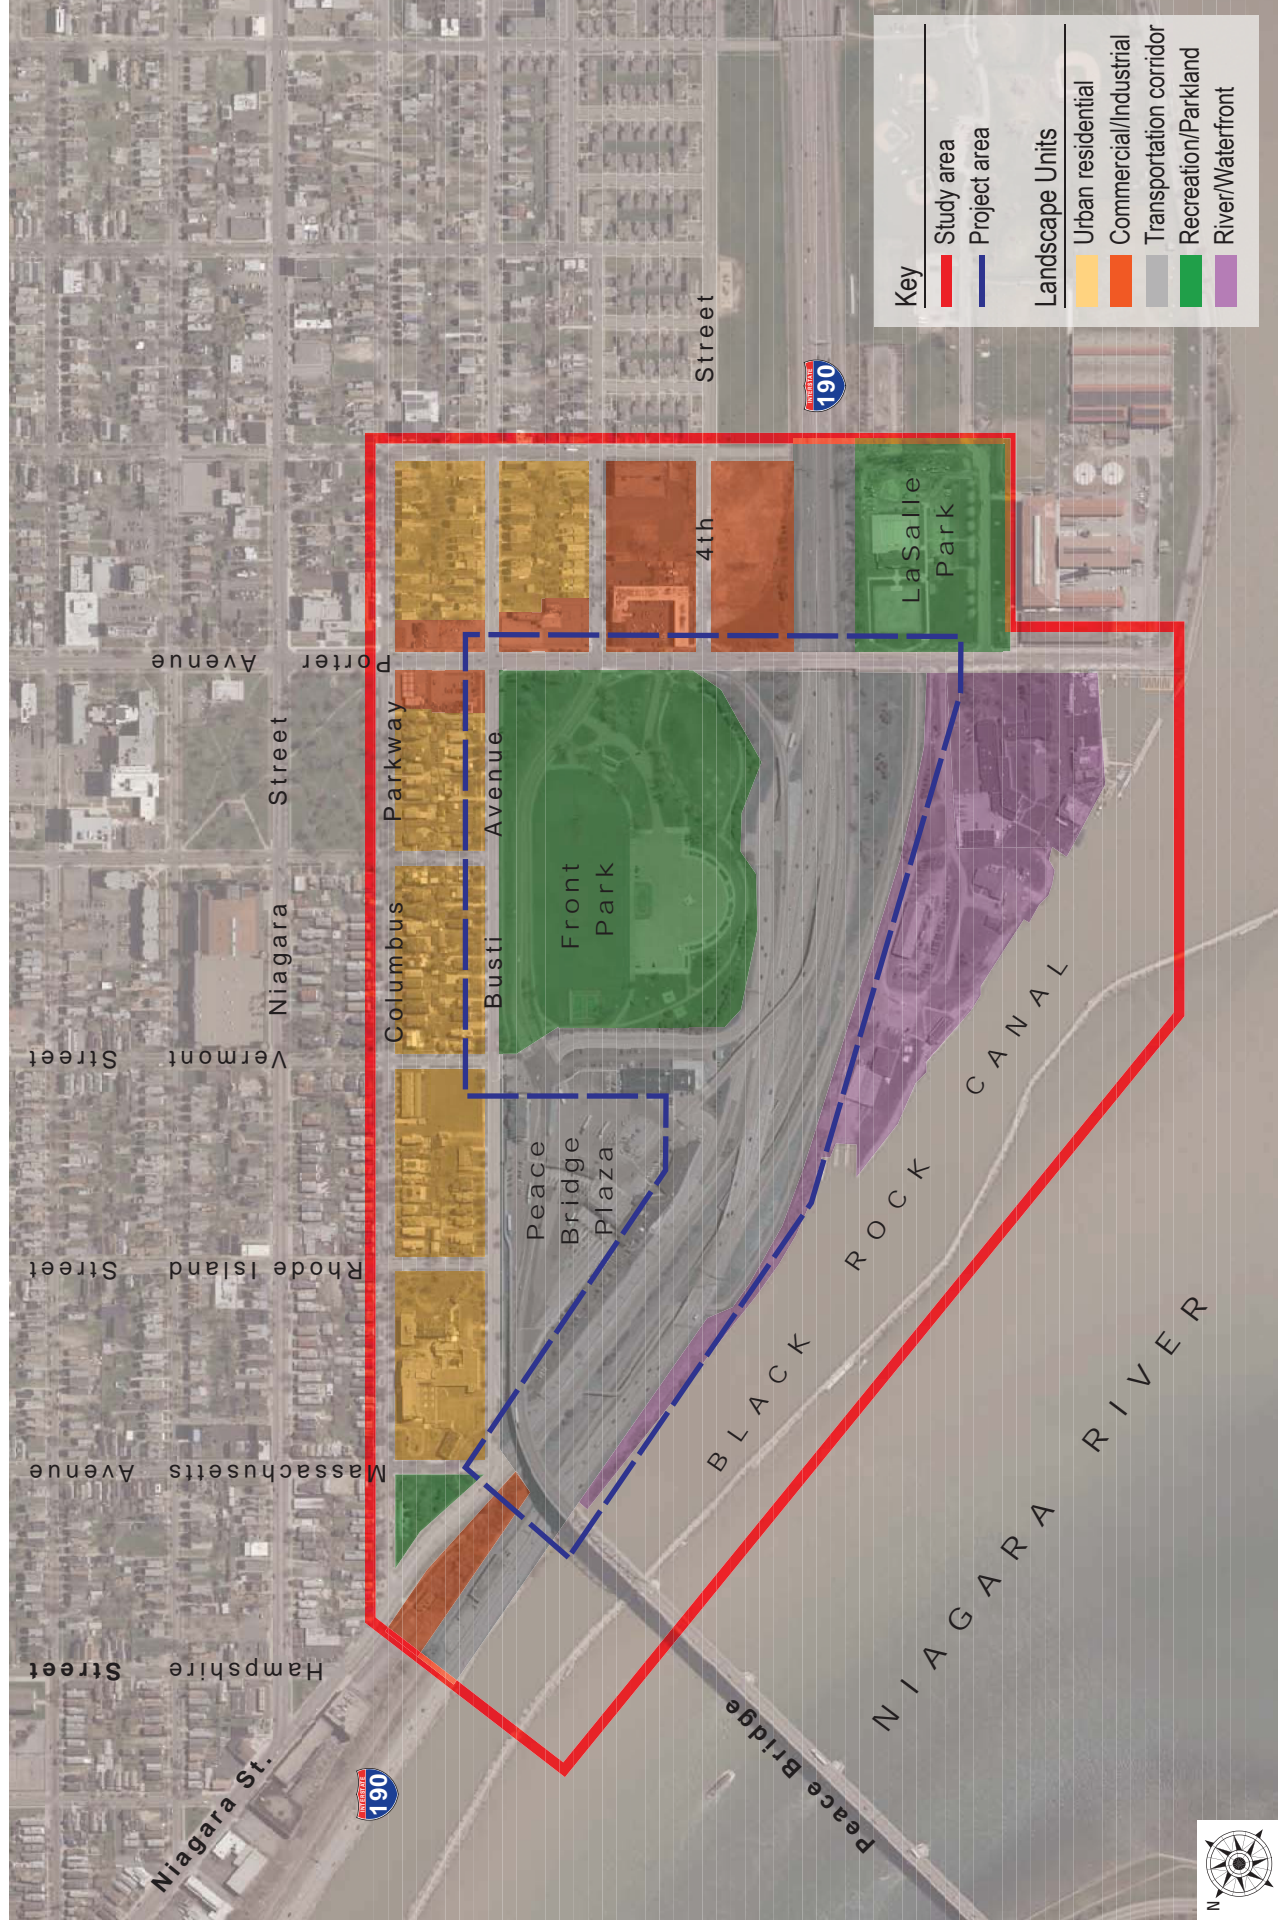 Key
Study area
Project area
Landscape Units
Urban residential
Commercial/Industrial
Transportation corridor
Recreation/Parkland
River/Waterfront
Niagara St.
Hampshire
Street
Massachusetts
Avenue
Rhode Island
Street
Vermont
Street
Niagara
Street
Porter
Avenue
Columbus
Parkway
Busti
Avenue
4th
Street
INTERSTATE
190
INTERSTATE
190
Peace
Bridge
Plaza
Front
Park
LaSalle
Park
BLACK ROCK CANAL
NIAGARA RIVER
Peace Bridge
N